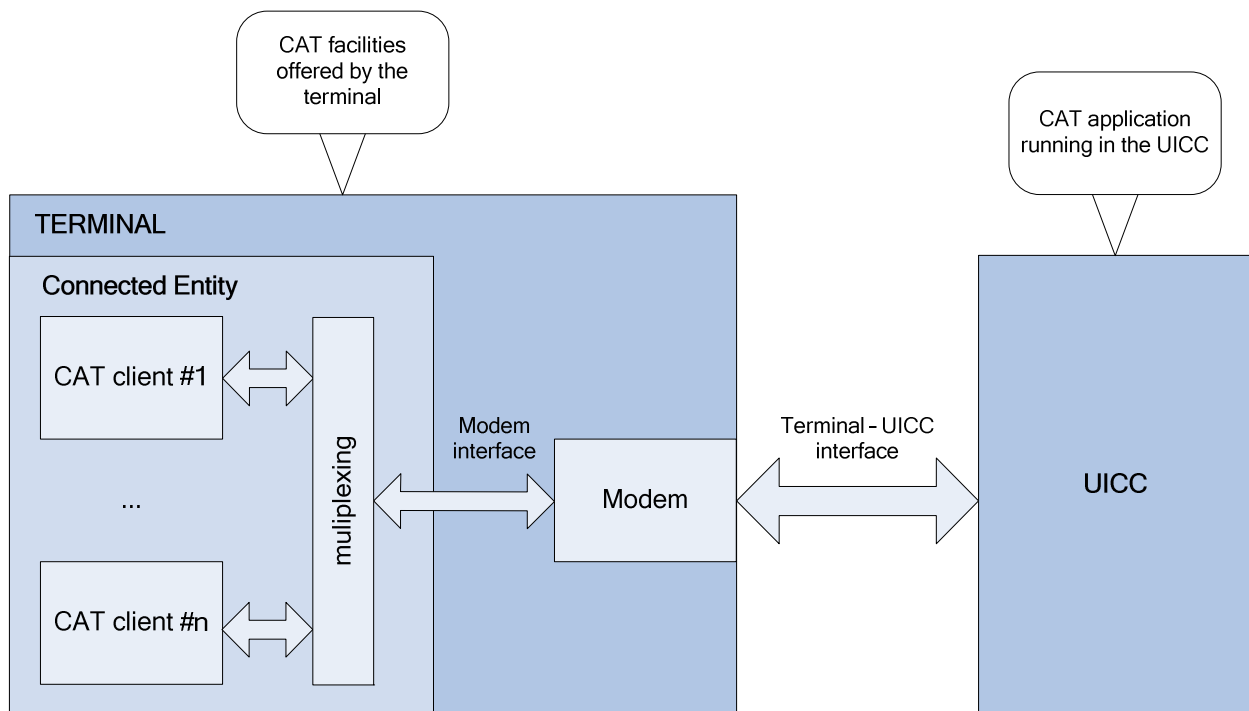 CAT facilities
offered by the
terminal
CAT application
running in the UICC
TERMINAL
Connected Entity
CAT client #1
...
CAT client #n
muliplexing
Modem
interface
Modem
Terminal - UICC
interface
UICC